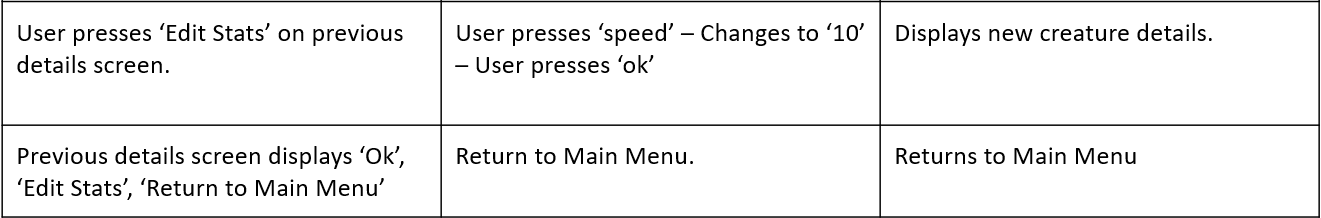 User presses ‘Edit Stats’ on previous
details screen.
User presses ‘speed’ – Changes to ‘10’
– User presses ‘ok’
Displays new creature details.
Previous details screen displays ‘Ok’,
‘Edit Stats’, ‘Return to Main Menu’
Return to Main Menu.
Returns to Main Menu